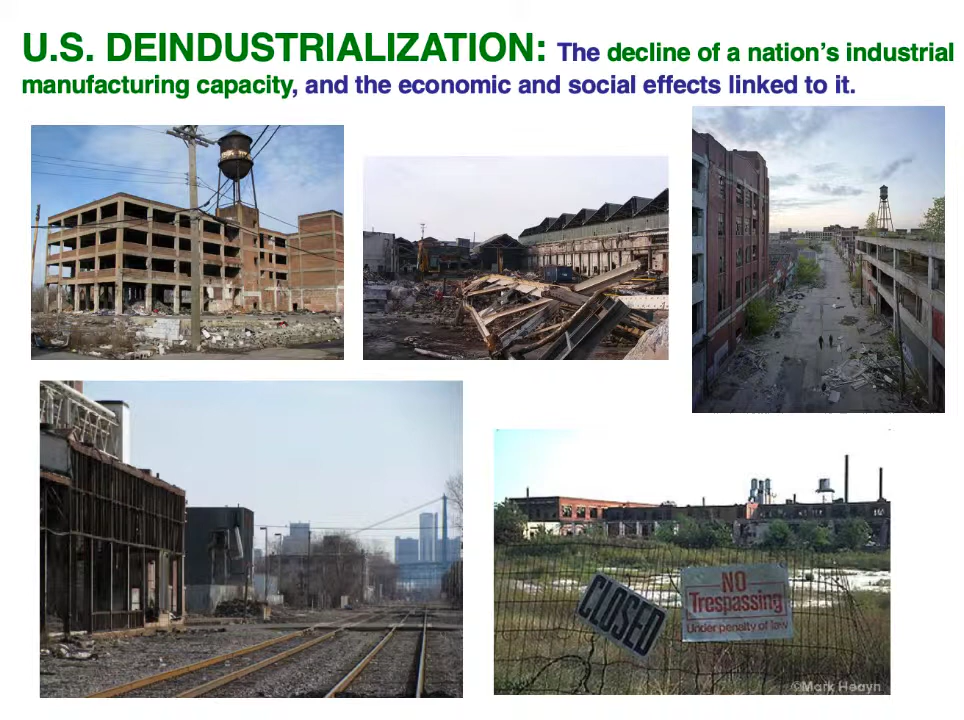 U.S. DEINDUSTRIALIZATION: The decline of a nation’s industrial
manufacturing capacity, and the economic and social effects linked to it.
CLOSED
NO
Trespassing
Under penalty of law
©Mark Heayn